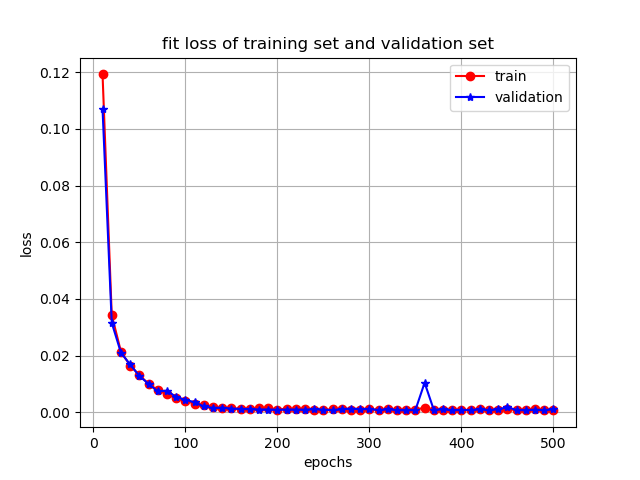 fit loss of training set and validation set
train
validation
0.12
0.10
0.08
0.06
0.04
0.02
0.00
loss
0
100
200
300
400
500
epochs